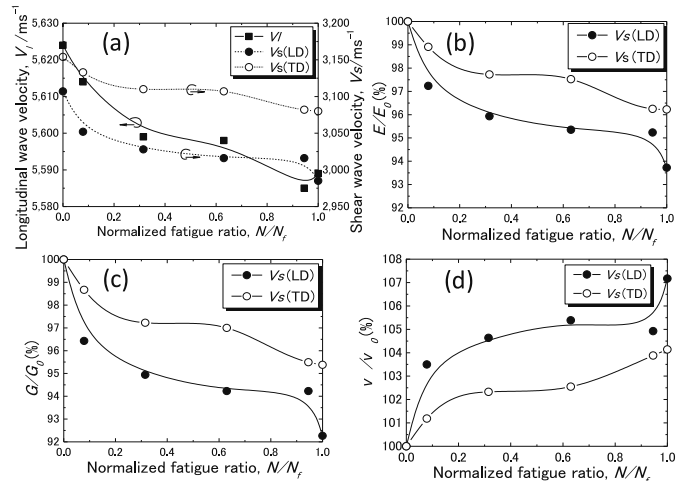 (a)
Vl
Vs(LD)
Vs(TD)
5,630
5,620
5,610
5,600
5,590
5,580
Longitudinal wave velocity, Vl/ms⁻¹
3,200
3,150
3,100
3,050
3,000
2,950
Shear wave velocity, Vs/ms⁻¹
0.0 0.2 0.4 0.6 0.8 1.0
Normalized fatigue ratio, N/Nf
(b)
Vs(LD)
Vs(TD)
100
99
98
97
96
95
94
93
92
E/E0(%)
0.0 0.2 0.4 0.6 0.8 1.0
Normalized fatigue ratio, N/Nf
(c)
Vs(LD)
Vs(TD)
100
99
98
97
96
95
94
93
92
G/G0(%)
0.0 0.2 0.4 0.6 0.8 1.0
Normalized fatigue ratio, N/Nf
(d)
Vs(LD)
Vs(TD)
108
107
106
105
104
103
102
101
100
ν/ν0(%)
0.0 0.2 0.4 0.6 0.8 1.0
Normalized fatigue ratio, N/Nf